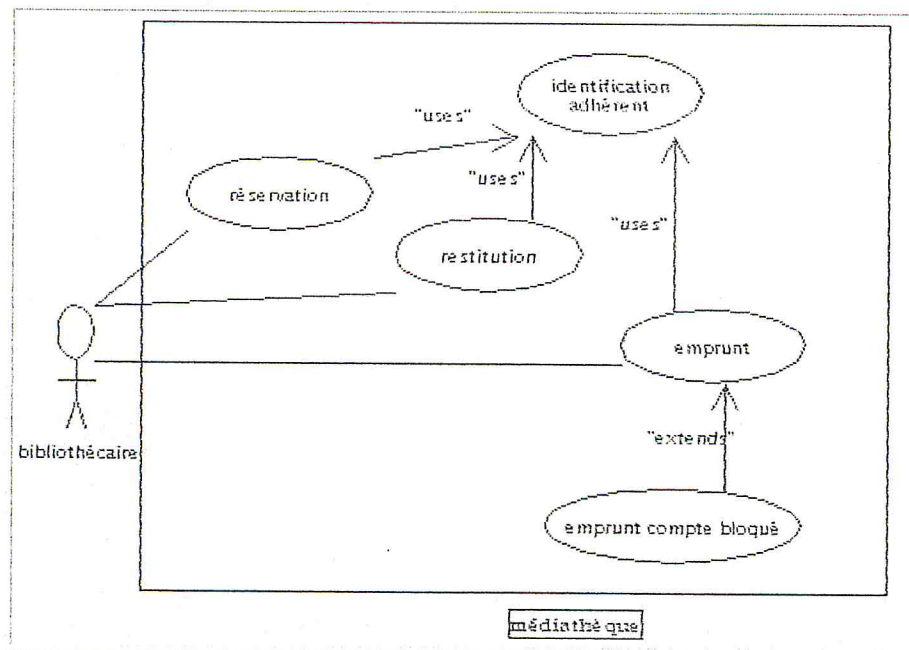 identification
adhérent
"uses"
réservation
"uses"
"uses"
restitution
emprunt
bibliothécaire
"extends"
emprunt compte bloqué
médiathèque